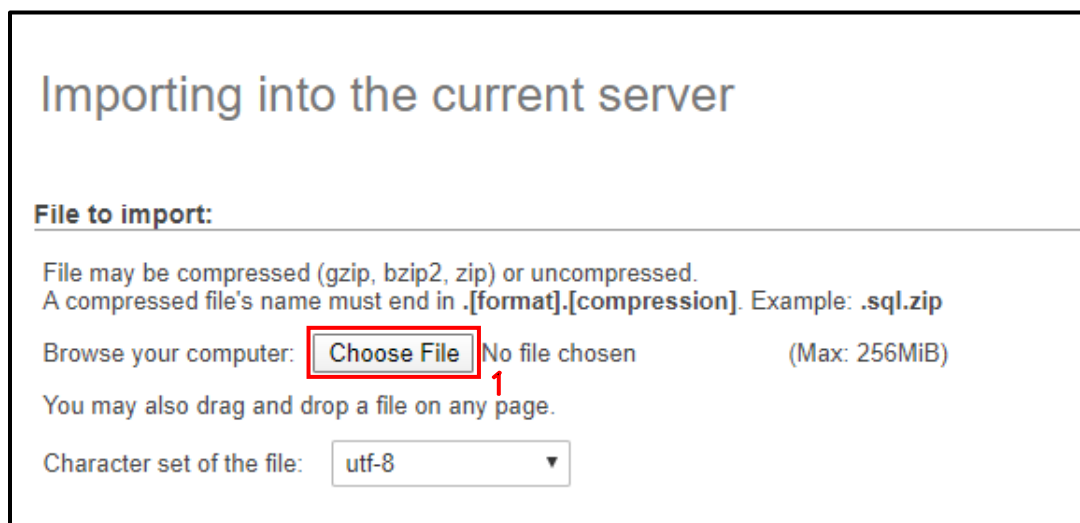 Importing into the current server
File to import:
File may be compressed (gzip, bzip2, zip) or uncompressed.
A compressed file's name must end in .[format].[compression]. Example: .sql.zip
Browse your computer: Choose File No file chosen (Max: 256MiB)
1
You may also drag and drop a file on any page.
Character set of the file: utf-8